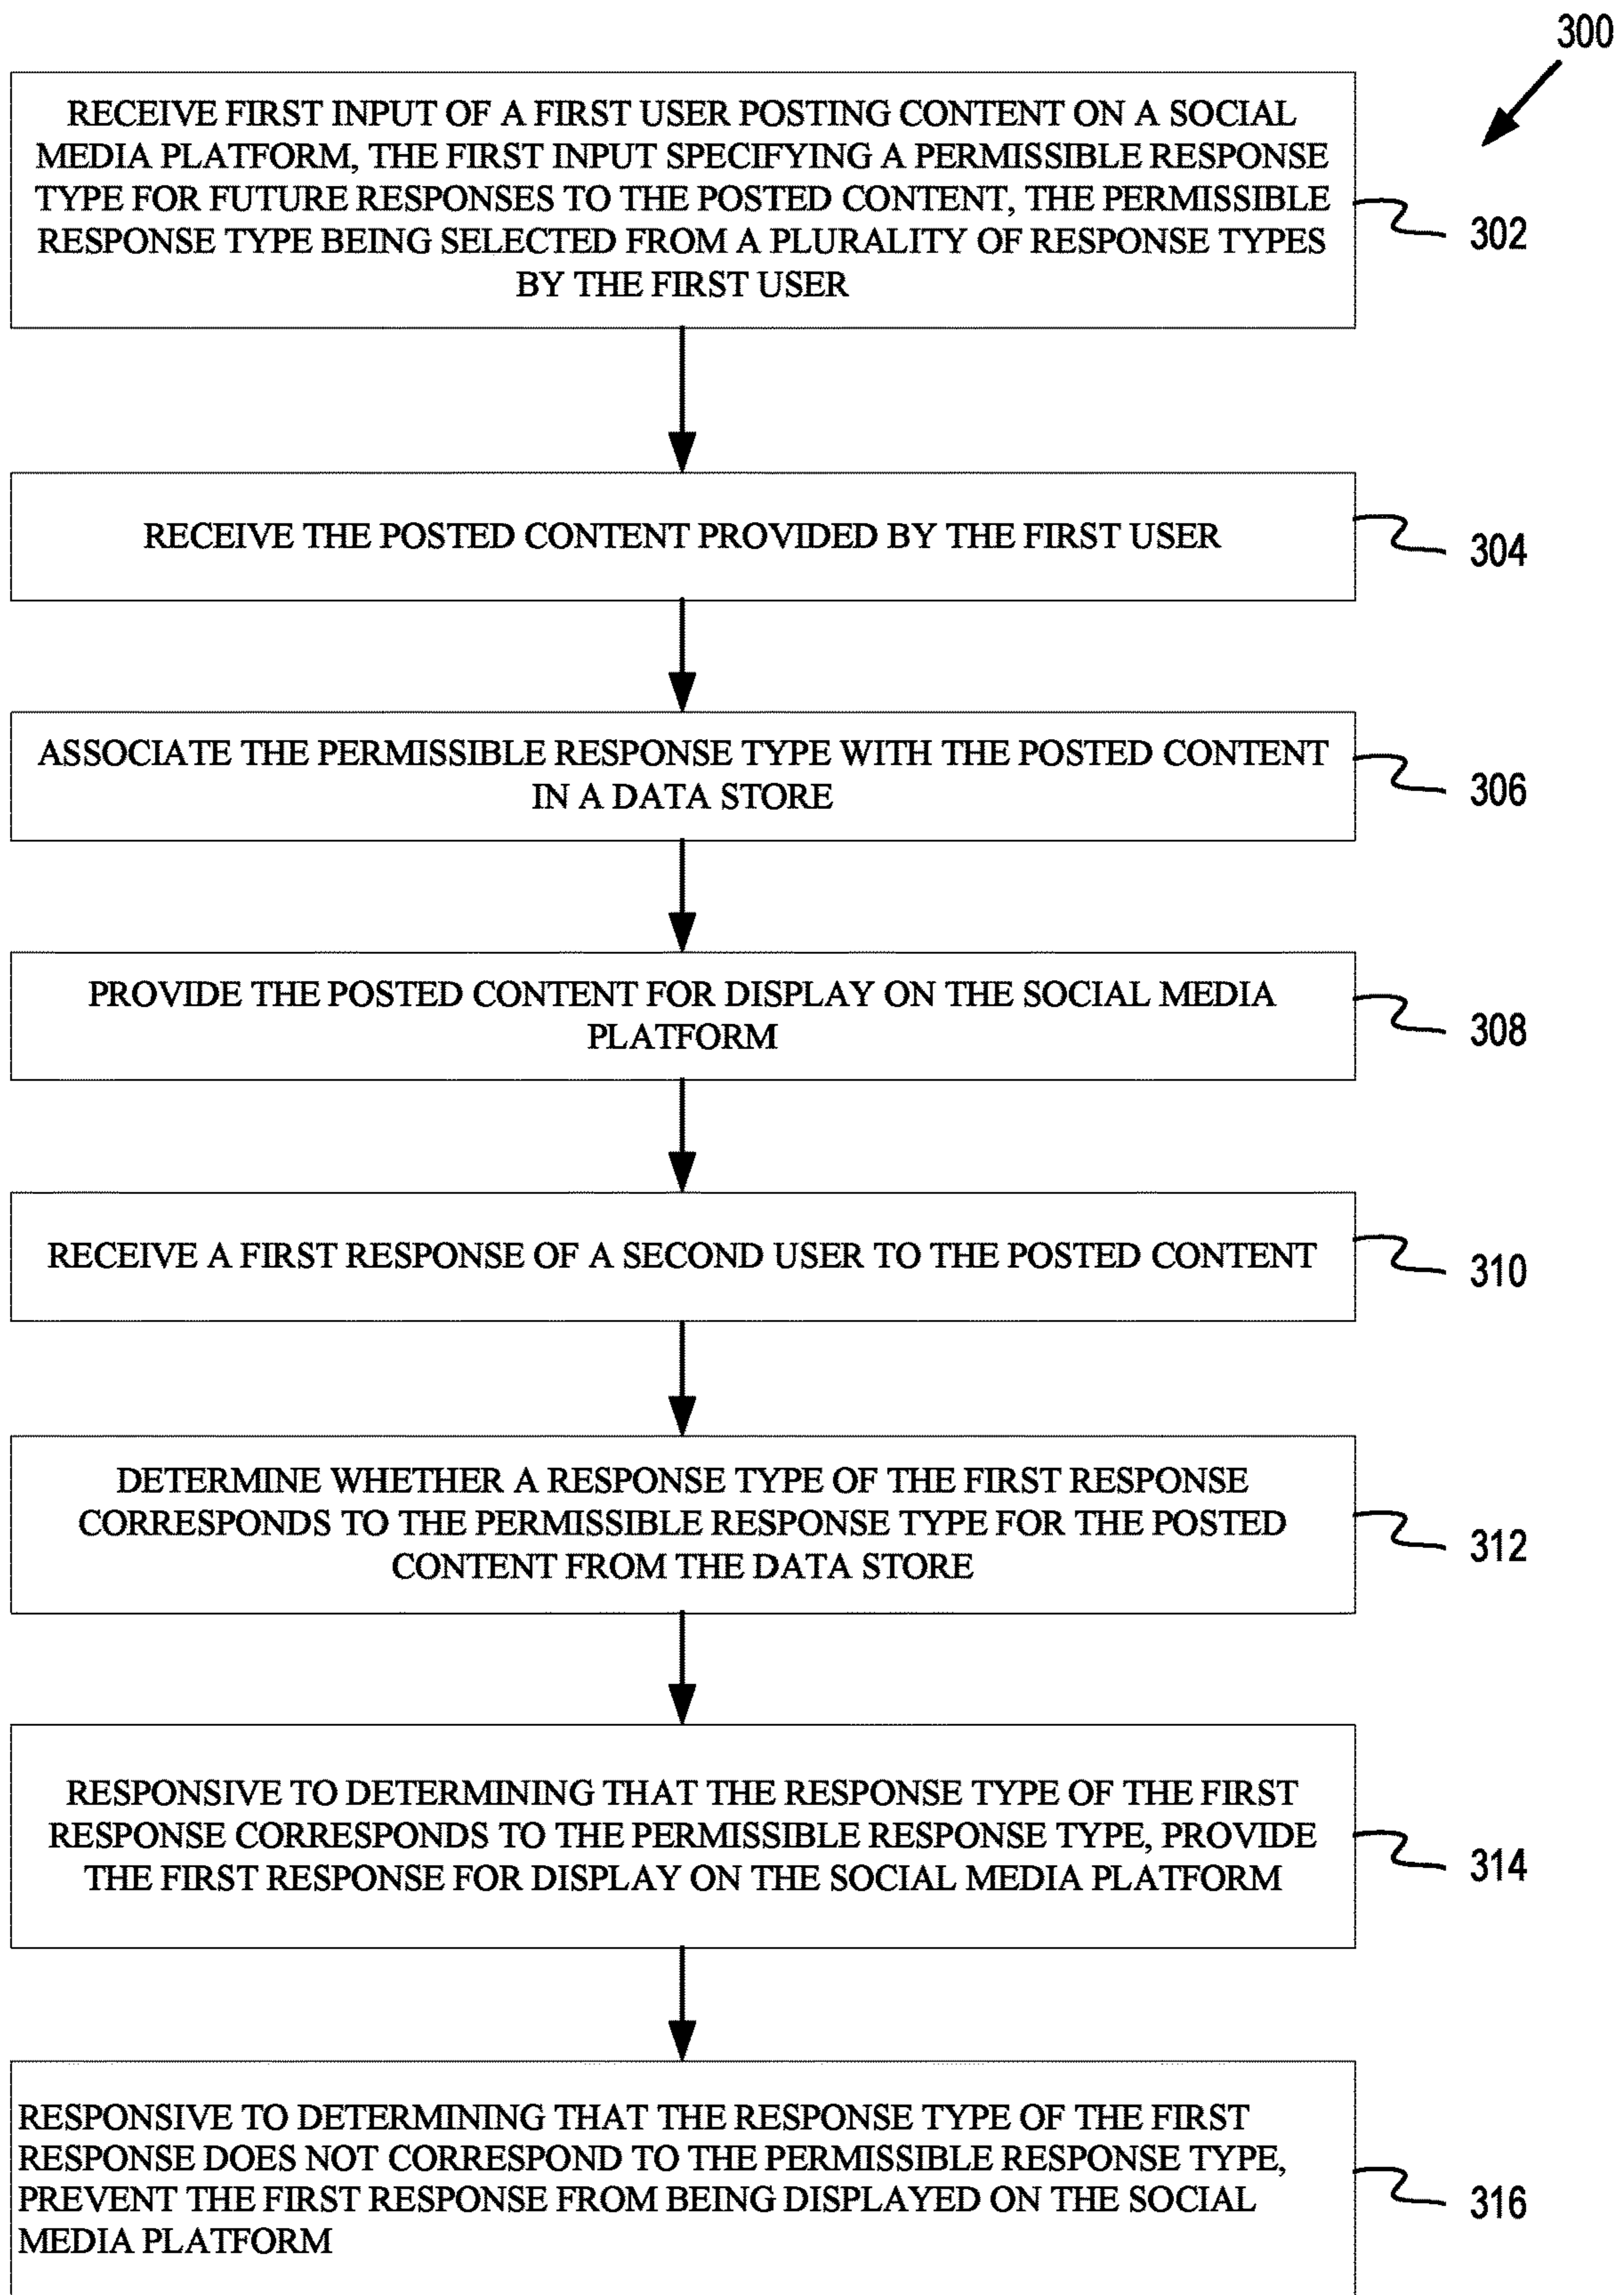 300
RECEIVE FIRST INPUT OF A FIRST USER POSTING CONTENT ON A SOCIAL
MEDIA PLATFORM, THE FIRST INPUT SPECIFYING A PERMISSIBLE RESPONSE
TYPE FOR FUTURE RESPONSES TO THE POSTED CONTENT, THE PERMISSIBLE
RESPONSE TYPE BEING SELECTED FROM A PLURALITY OF RESPONSE TYPES
BY THE FIRST USER
302
RECEIVE THE POSTED CONTENT PROVIDED BY THE FIRST USER
304
ASSOCIATE THE PERMISSIBLE RESPONSE TYPE WITH THE POSTED CONTENT
IN A DATA STORE
306
PROVIDE THE POSTED CONTENT FOR DISPLAY ON THE SOCIAL MEDIA
PLATFORM
308
RECEIVE A FIRST RESPONSE OF A SECOND USER TO THE POSTED CONTENT
310
DETERMINE WHETHER A RESPONSE TYPE OF THE FIRST RESPONSE
CORRESPONDS TO THE PERMISSIBLE RESPONSE TYPE FOR THE POSTED
CONTENT FROM THE DATA STORE
312
RESPONSIVE TO DETERMINING THAT THE RESPONSE TYPE OF THE FIRST
RESPONSE CORRESPONDS TO THE PERMISSIBLE RESPONSE TYPE, PROVIDE
THE FIRST RESPONSE FOR DISPLAY ON THE SOCIAL MEDIA PLATFORM
314
RESPONSIVE TO DETERMINING THAT THE RESPONSE TYPE OF THE FIRST
RESPONSE DOES NOT CORRESPOND TO THE PERMISSIBLE RESPONSE TYPE,
PREVENT THE FIRST RESPONSE FROM BEING DISPLAYED ON THE SOCIAL
MEDIA PLATFORM
316